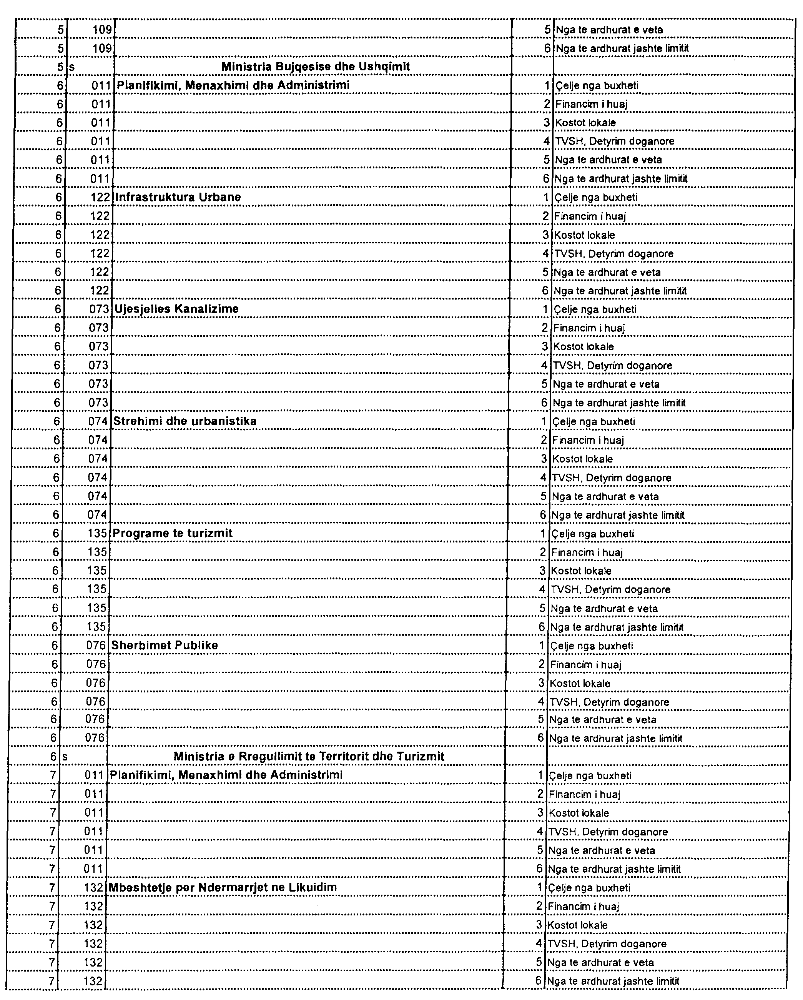 5 109 5 Nga te ardhurat e veta
5 109 6 Nga te ardhurat jashte limitit
5 s Ministria Bujqesise dhe Ushqimit
6 011 Planifikimi, Menaxhimi dhe Administrimi 1 Çelje nga buxheti
6 011 2 Financim i huaj
6 011 3 Kostot lokale
6 011 4 TVSH, Detyrim doganore
6 011 5 Nga te ardhurat e veta
6 011 6 Nga te ardhurat jashte limitit
6 122 Infrastruktura Urbane 1 Çelje nga buxheti
6 122 2 Financim i huaj
6 122 3 Kostot lokale
6 122 4 TVSH, Detyrim doganore
6 122 5 Nga te ardhurat e veta
6 122 6 Nga te ardhurat jashte limitit
6 073 Ujesjelles Kanalizime 1 Çelje nga buxheti
6 073 2 Financim i huaj
6 073 3 Kostot lokale
6 073 4 TVSH, Detyrim doganore
6 073 5 Nga te ardhurat e veta
6 073 6 Nga te ardhurat jashte limitit
6 074 Strehimi dhe urbanistika 1 Çelje nga buxheti
6 074 2 Financim i huaj
6 074 3 Kostot lokale
6 074 4 TVSH, Detyrim doganore
6 074 5 Nga te ardhurat e veta
6 074 6 Nga te ardhurat jashte limitit
6 135 Programe te turizmit 1 Çelje nga buxheti
6 135 2 Financim i huaj
6 135 3 Kostot lokale
6 135 4 TVSH, Detyrim doganore
6 135 5 Nga te ardhurat e veta
6 135 6 Nga te ardhurat jashte limitit
6 076 Sherbimet Publike 1 Çelje nga buxheti
6 076 2 Financim i huaj
6 076 3 Kostot lokale
6 076 4 TVSH, Detyrim doganore
6 076 5 Nga te ardhurat e veta
6 076 6 Nga te ardhurat jashte limitit
6 s Ministria e Rregullimit te Territorit dhe Turizmit
7 011 Planifikimi, Menaxhimi dhe Administrimi 1 Çelje nga buxheti
7 011 2 Financim i huaj
7 011 3 Kostot lokale
7 011 4 TVSH, Detyrim doganore
7 011 5 Nga te ardhurat e veta
7 011 6 Nga te ardhurat jashte limitit
7 132 Mbeshtetje per Ndermarrjet ne Likuidim 1 Çelje nga buxheti
7 132 2 Financim i huaj
7 132 3 Kostot lokale
7 132 4 TVSH, Detyrim doganore
7 132 5 Nga te ardhurat e veta
7 132 6 Nga te ardhurat jashte limitit